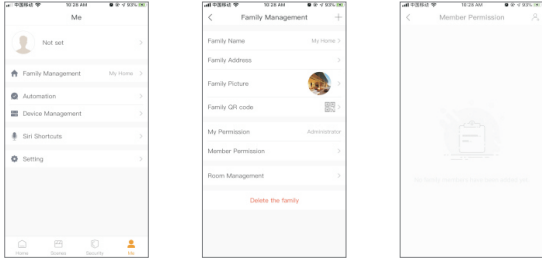 中国移动 10:28 AM 93%
Me
Not set
Family Management My Home
Automation
Device Management
Siri Shortcuts
Setting
Home Scenes Security Me
中国移动 10:28 AM 93%
Family Management
Family Name My Home
Family Address
Family Picture
Family QR code
My Permission Administrator
Member Permission
Room Management
Delete the family
中国移动 10:28 AM 93%
Member Permission